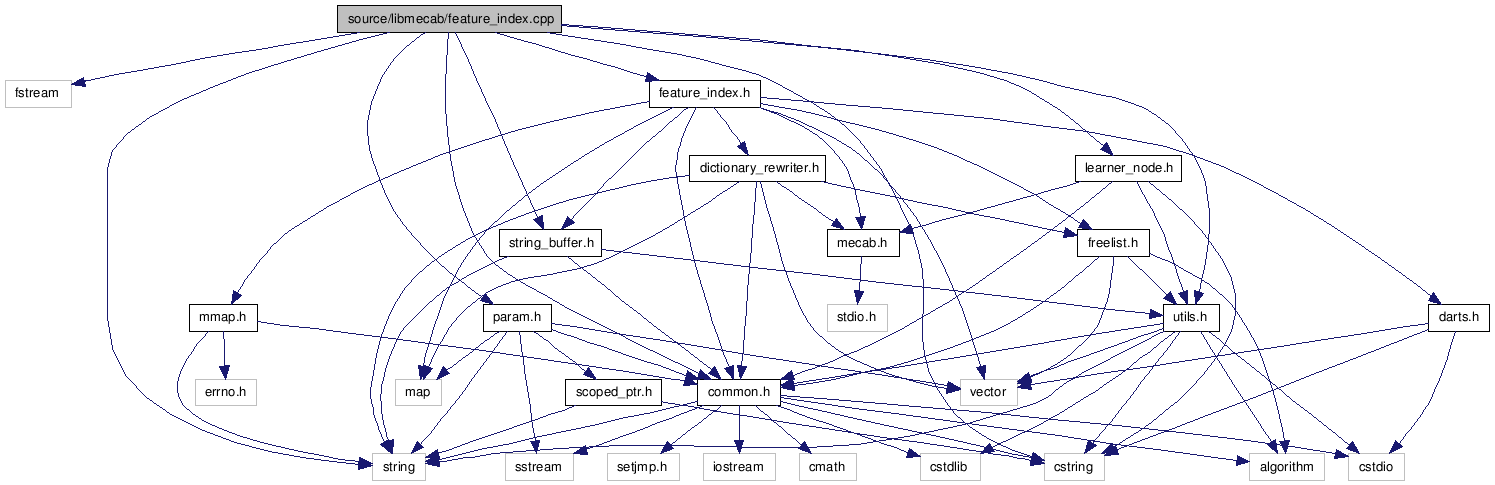 source/libmecab/feature_index.cpp
fstream
feature_index.h
dictionary_rewriter.h
learner_node.h
string_buffer.h
mecab.h
freelist.h
mmap.h
param.h
stdio.h
utils.h
darts.h
errno.h
map
scoped_ptr.h
common.h
vector
string
sstream
setjmp.h
iostream
cmath
cstdlib
cstring
algorithm
cstdio